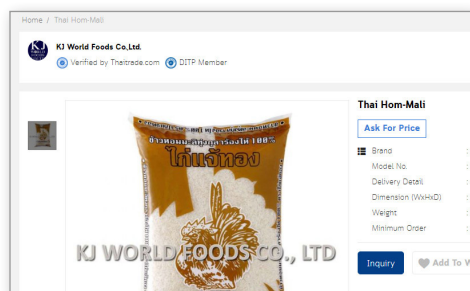 Home / Thai Hom-Mali
KJ
KJ World Foods Co.,Ltd.
Verified by Thaitrade.com DITP Member
Thai Hom-Mali
Ask For Price
Brand :
Model No. :
Delivery Detail :
Dimension (WxHxD) :
Weight :
Minimum Order :
ไก่แจ้ทอง
KJ WORLD FOODS CO., LTD
Inquiry
Add To W